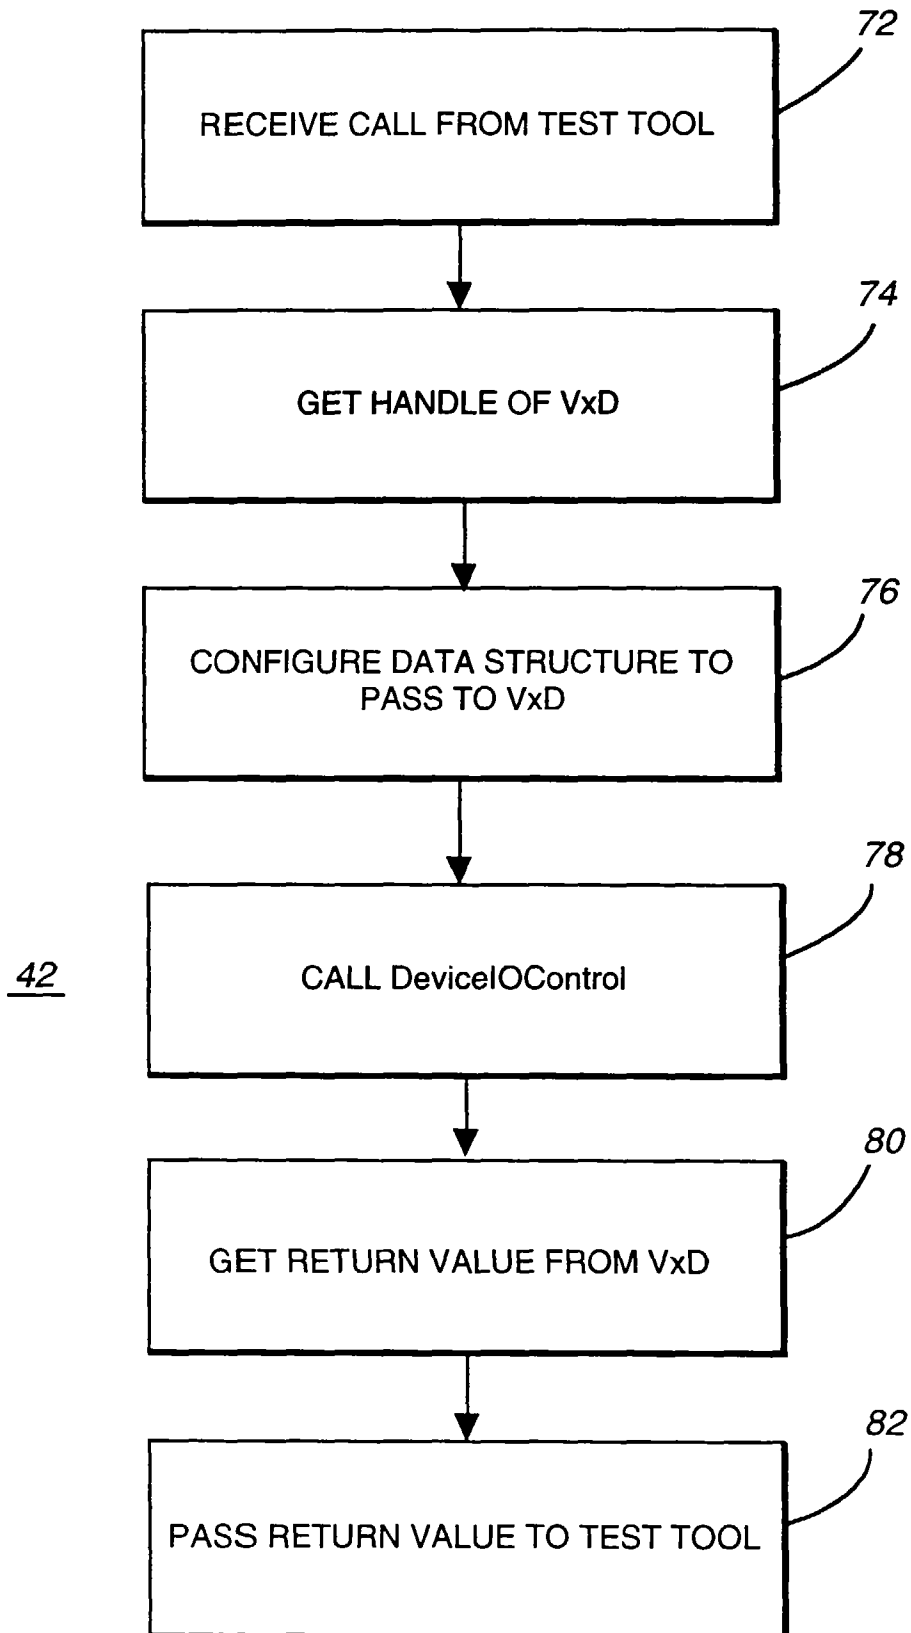 72
RECEIVE CALL FROM TEST TOOL
74
GET HANDLE OF VxD
76
CONFIGURE DATA STRUCTURE TO
PASS TO VxD
78
CALL DeviceIOControl
42
80
GET RETURN VALUE FROM VxD
82
PASS RETURN VALUE TO TEST TOOL